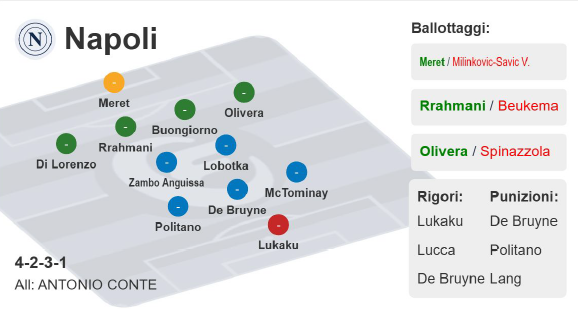 N
Napoli
Meret
Olivera
Buongiorno
Rrahmani
Di Lorenzo
Lobotka
Zambo Anguissa
McTominay
De Bruyne
Politano
Lukaku
4-2-3-1
All: ANTONIO CONTE
Ballottaggi:
Meret / Milinkovic-Savic V.
Rrahmani / Beukema
Olivera / Spinazzola
Rigori: Punizioni:
Lukaku De Bruyne
Lucca Politano
De Bruyne Lang